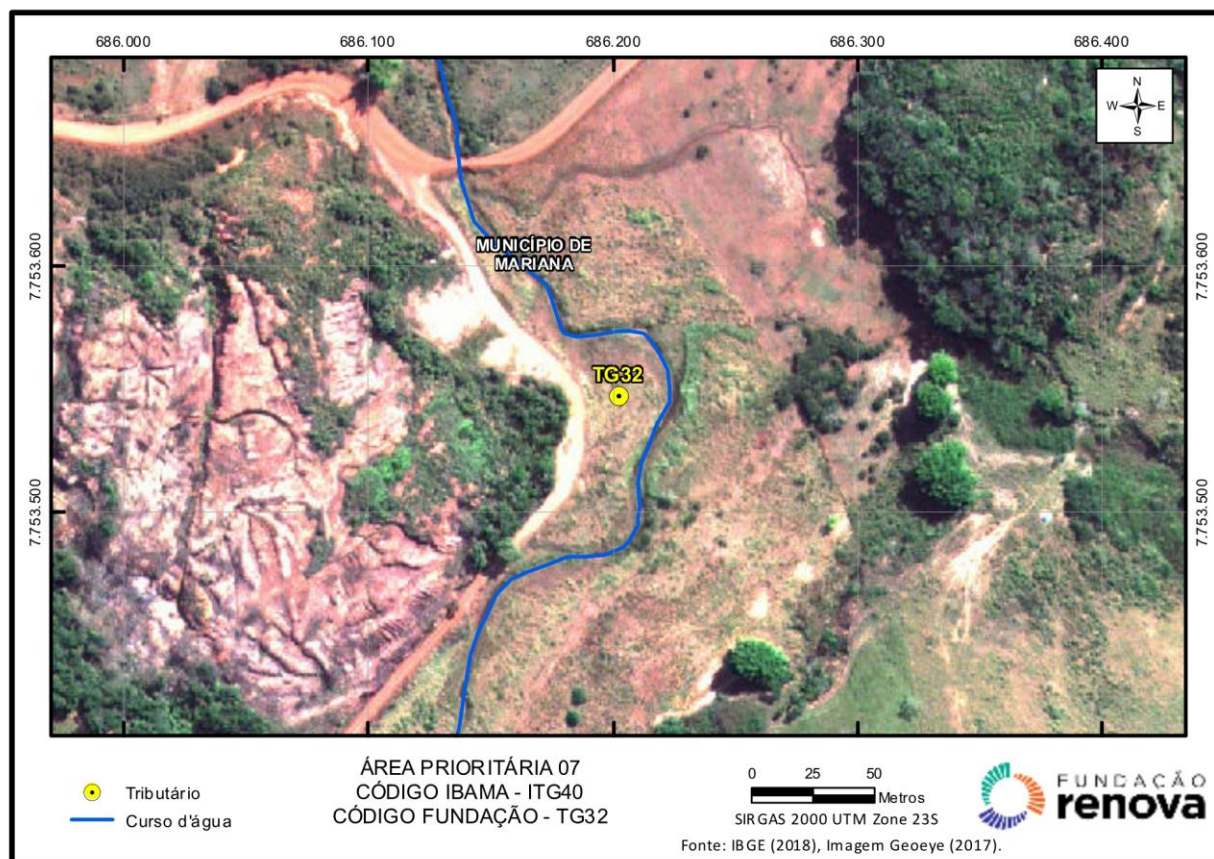 686.000 686.100 686.200 686.300 686.400
N
W E
S
7.753.600
MUNICÍPIO DE
MARIANA
7.753.600
TG32
7.753.500
7.753.500
Tributário
Curso d'água
ÁREA PRIORITÁRIA 07
CÓDIGO IBAMA - ITG40
CÓDIGO FUNDAÇÃO - TG32
0 25 50
Metros
SIRGAS 2000 UTM Zone 23S
Fonte: IBGE (2018), Imagem Geoeye (2017).
FUNDAÇÃO
renova